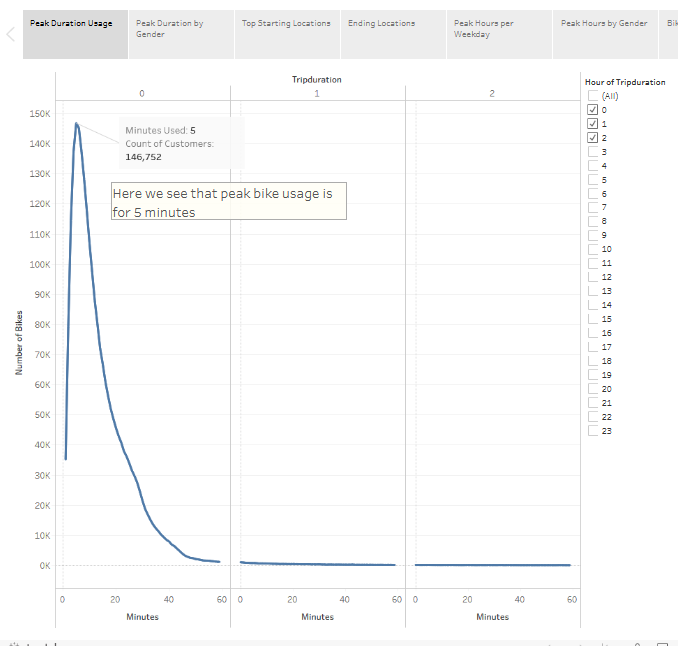 Peak Duration Usage
Peak Duration by
Gender
Top Starting Locations
Ending Locations
Peak Hours per
Weekday
Peak Hours by Gender
Tripduration
0
1
2
Hour of Tripduration
(All)
0
1
2
3
4
5
6
7
8
9
10
11
12
13
14
15
16
17
18
19
20
21
22
23
150K
140K
130K
120K
110K
100K
90K
80K
70K
60K
50K
40K
30K
20K
10K
0K
Number of Bikes
Minutes Used: 5
Count of Customers:
146,752
Here we see that peak bike usage is
for 5 minutes
0 20 40 60
0 20 40 60
0 20 40 60
Minutes
Minutes
Minutes